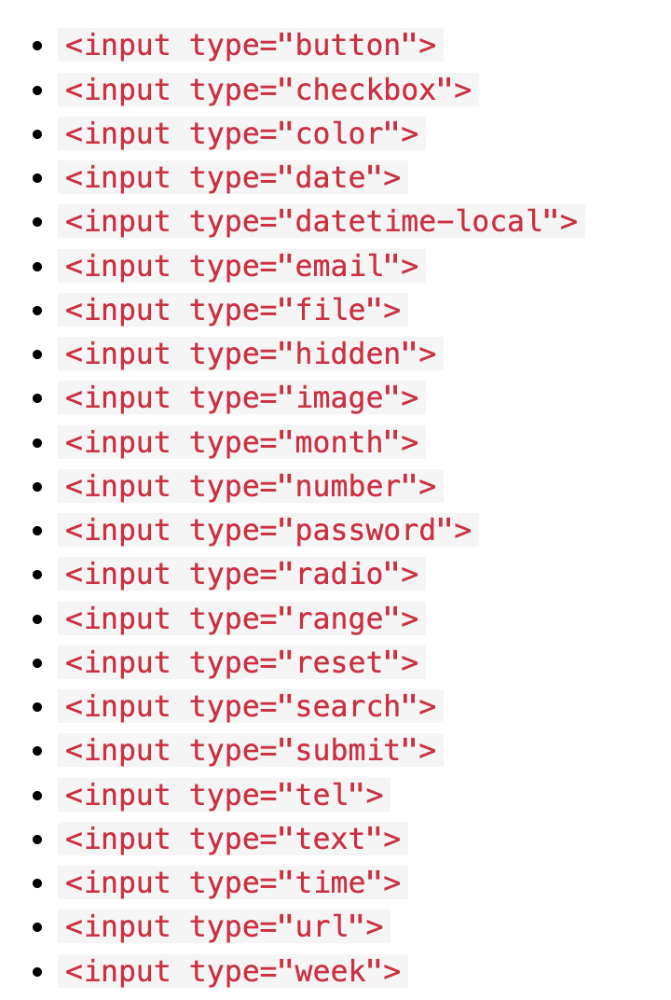 <input type="button">
<input type="checkbox">
<input type="color">
<input type="date">
<input type="datetime-local">
<input type="email">
<input type="file">
<input type="hidden">
<input type="image">
<input type="month">
<input type="number">
<input type="password">
<input type="radio">
<input type="range">
<input type="reset">
<input type="search">
<input type="submit">
<input type="tel">
<input type="text">
<input type="time">
<input type="url">
<input type="week">